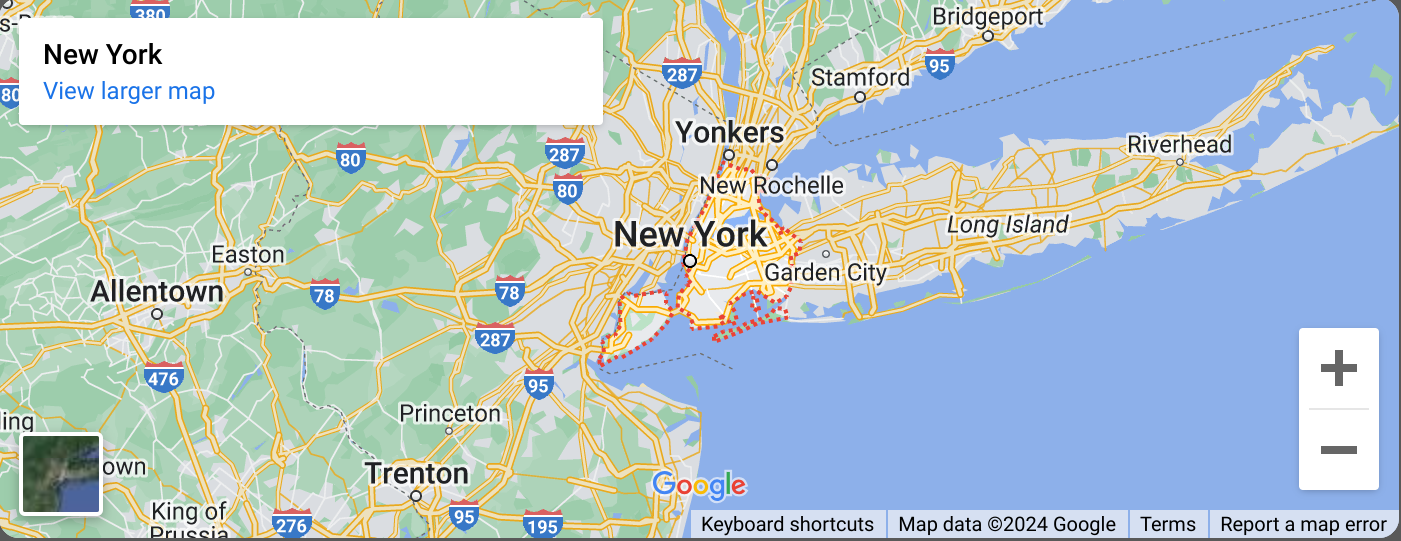 380
Bridgeport
New York
View larger map
95
287
Stamford
80
Yonkers
287
80
Riverhead
80
New Rochelle
Long Island
New York
Easton
Garden City
Allentown
78
78
287
476
95
Princeton
ling
own
Trenton
Google
King of
Prussia
276
95
195
Keyboard shortcuts
Map data ©2024 Google
Terms
Report a map error